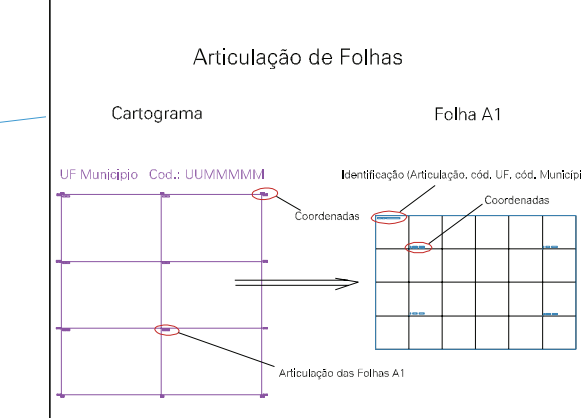 Articulação de Folhas
Cartograma
Folha A1
UF Municipio Cod.: UUMMMMM
Identificação (Articulação, cód. UF, cód. Municípi
Coordenadas
Coordenadas
Articulação das Folhas A1